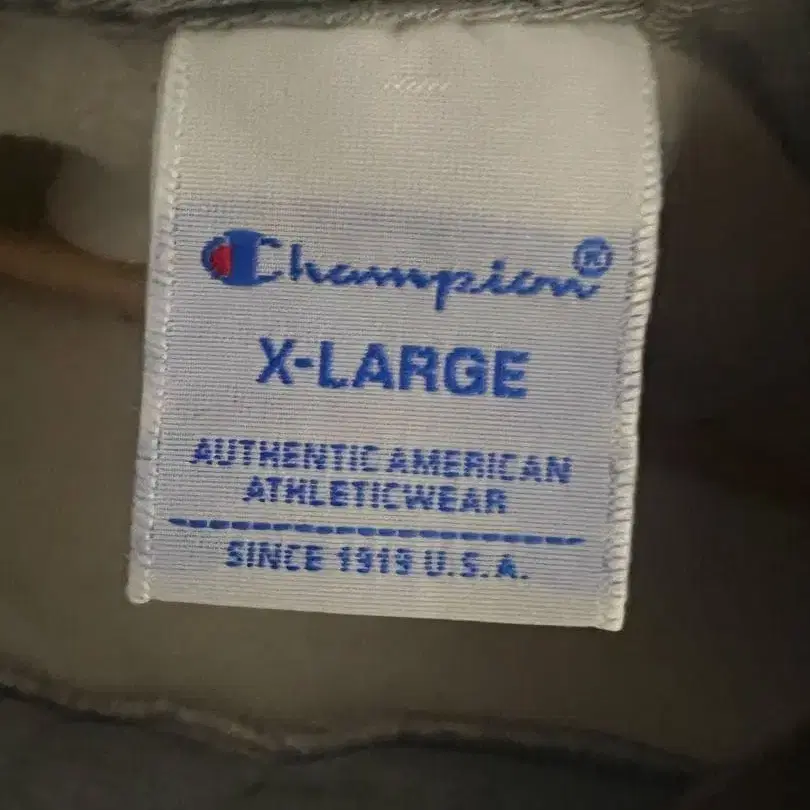 Champion®
X-LARGE
AUTHENTIC AMERICAN
ATHLETICWEAR
SINCE 1919 U.S.A.